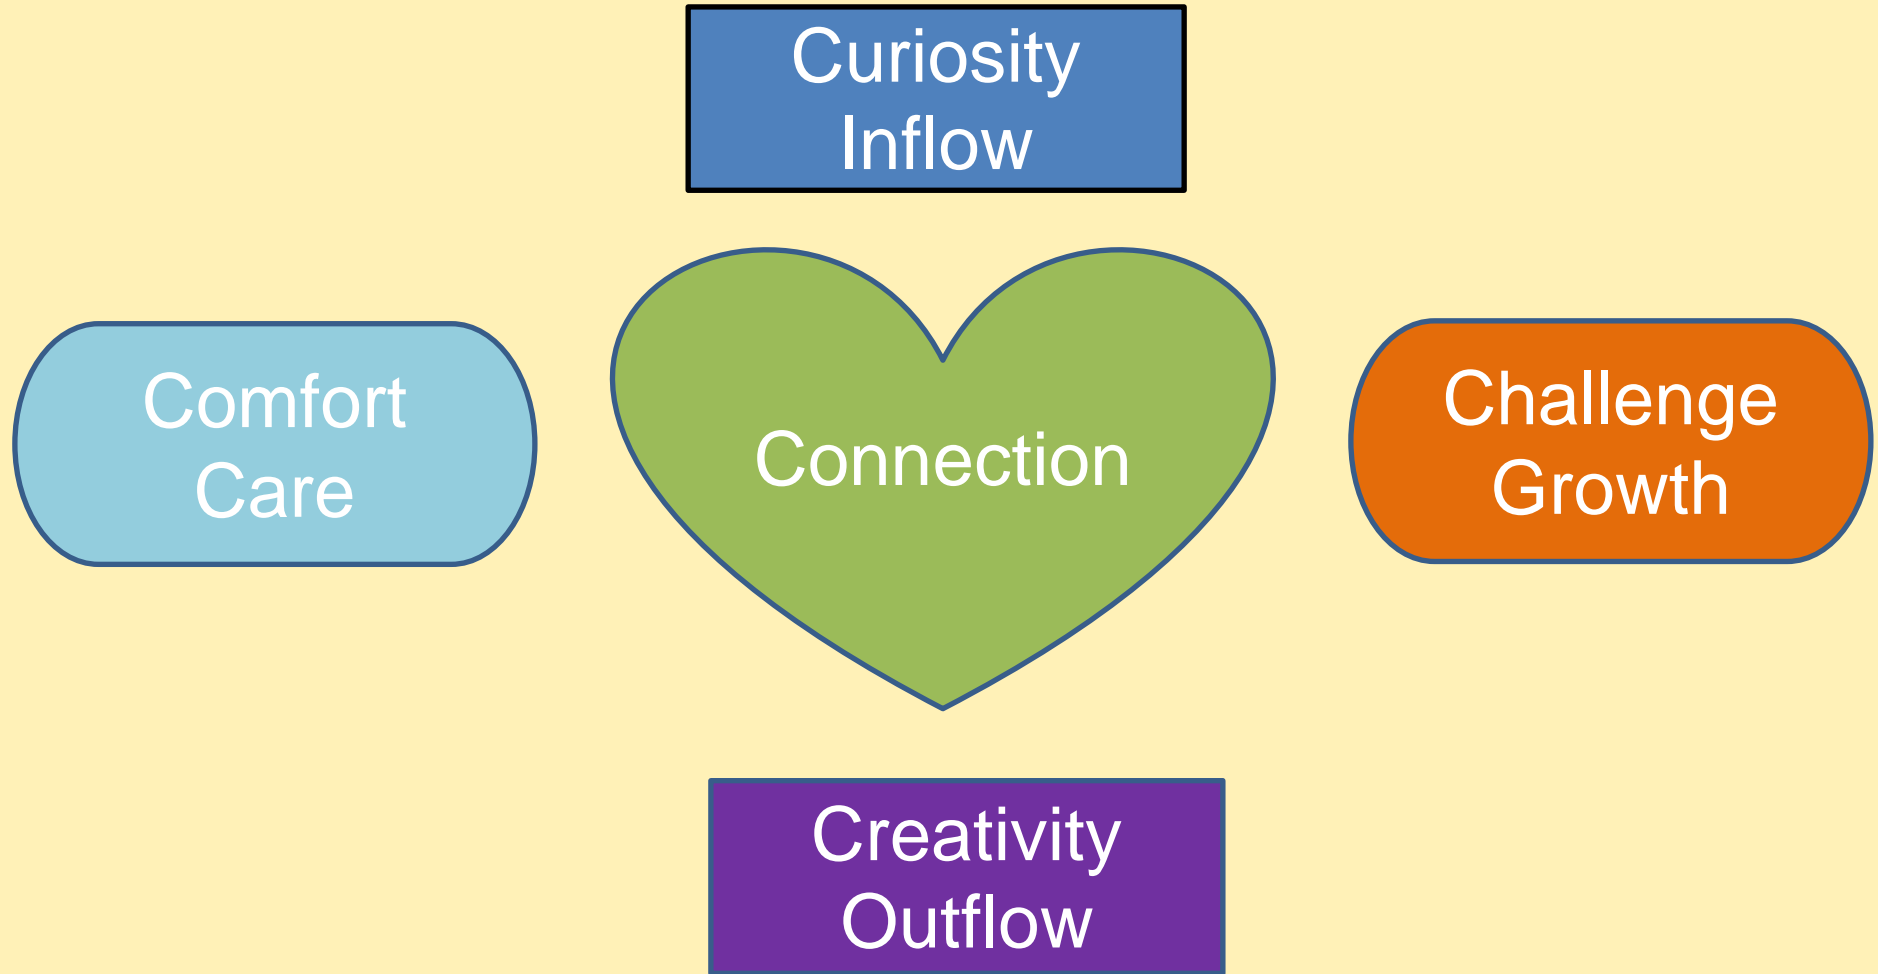 Curiosity
Inflow
Comfort
Care
Connection
Challenge
Growth
Creativity
Outflow